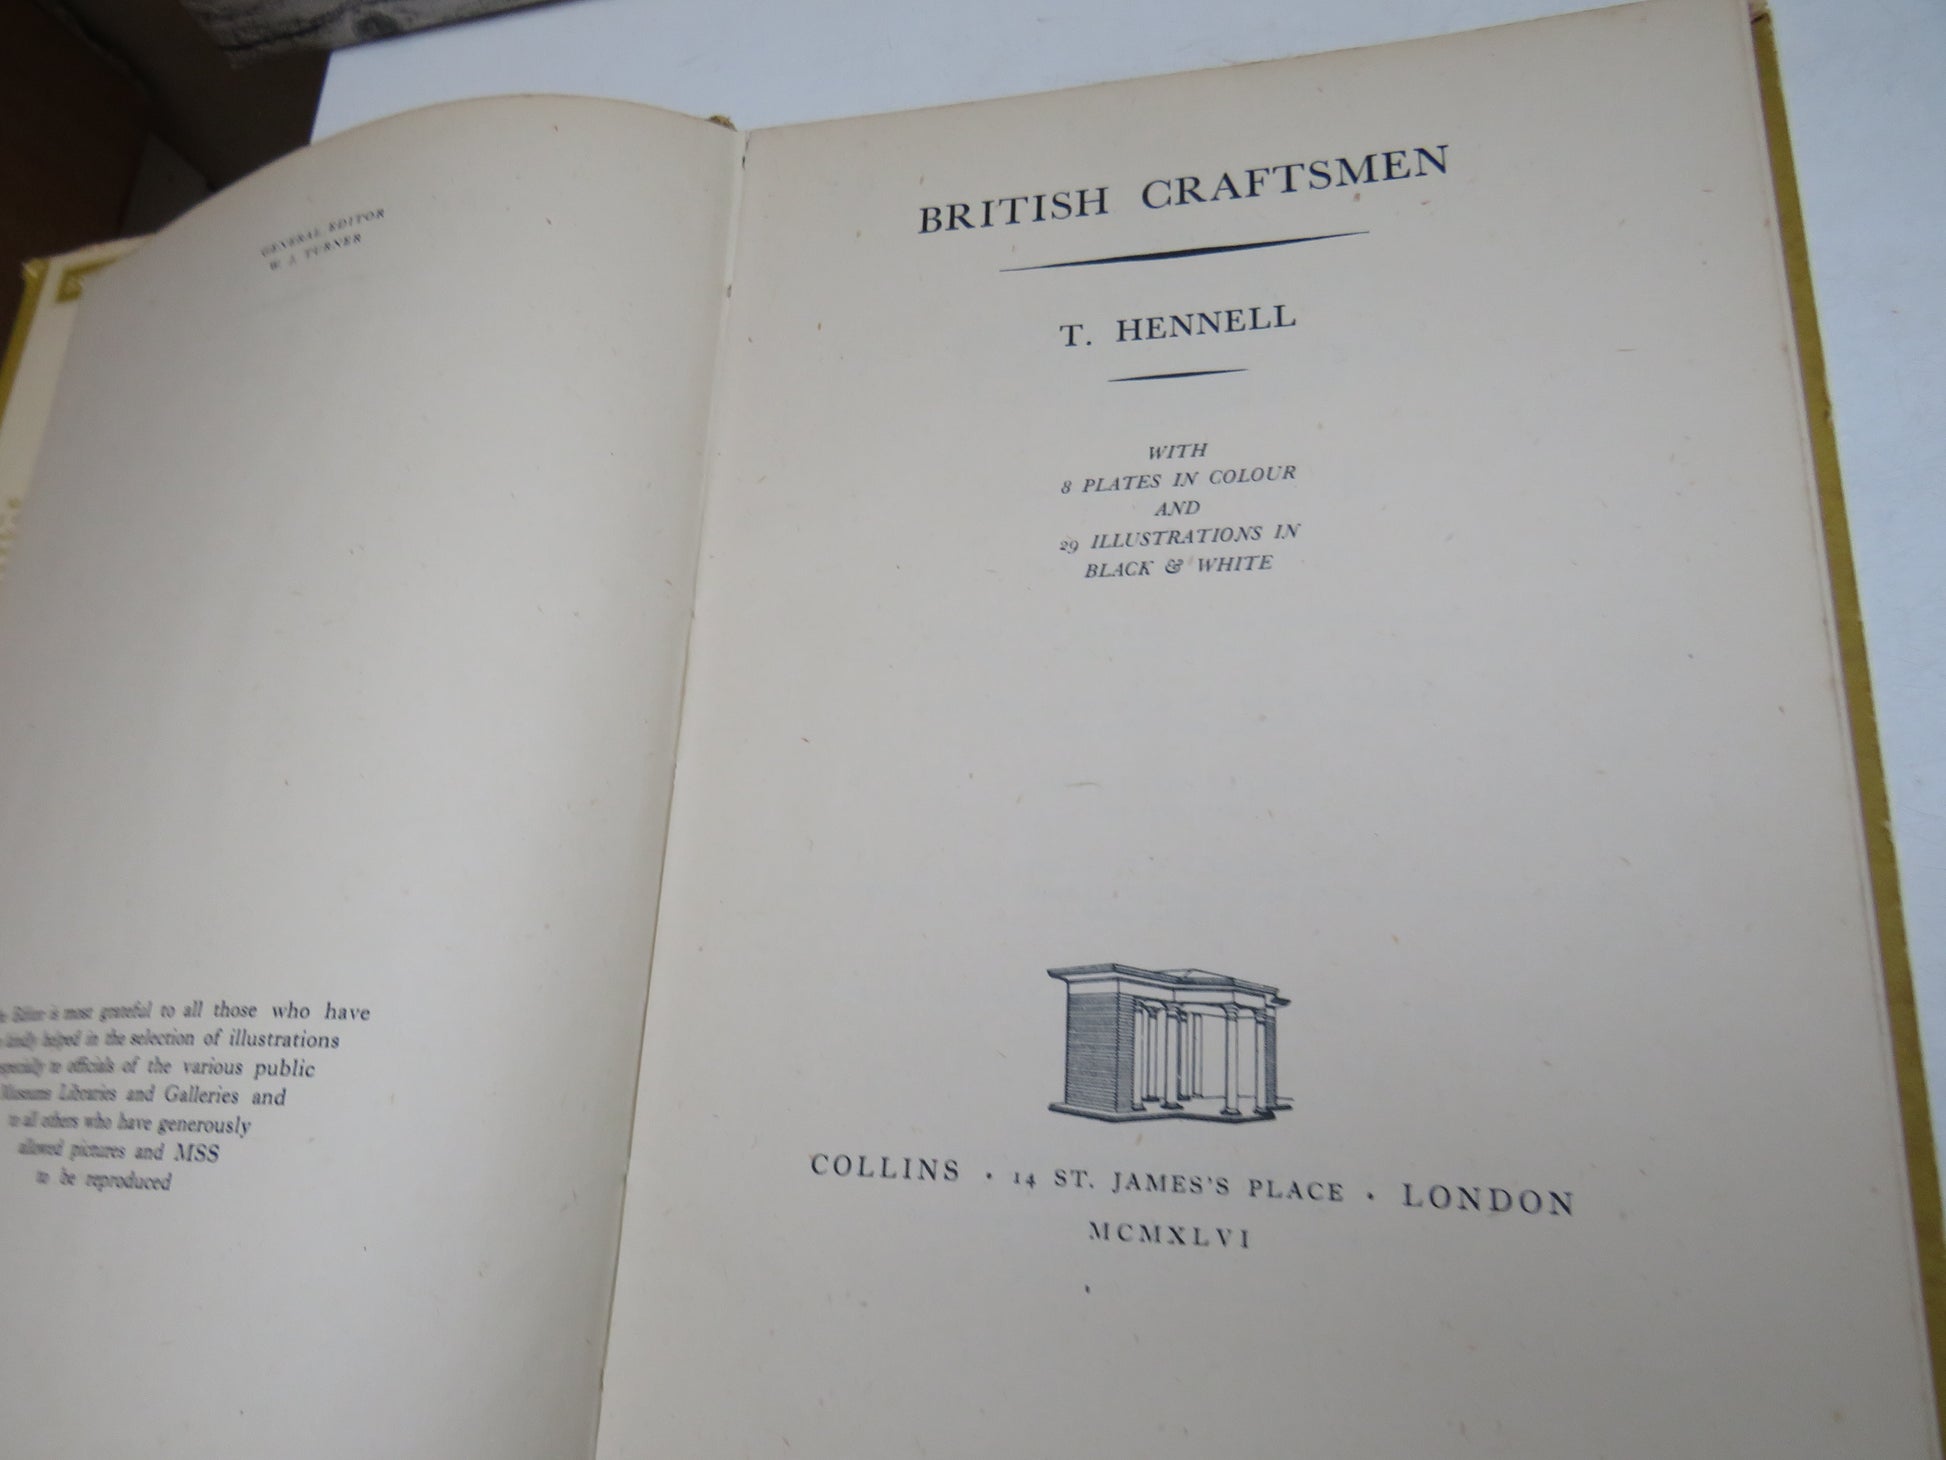 GENERAL EDITOR
W. J. TURNER
Editor is most grateful to all those who have
kindly helped in the selection of illustrations
especially to officials of the various public
Museums Libraries and Galleries and
to all others who have generously
allowed pictures and MSS
to be reproduced
BRITISH CRAFTSMEN
T. HENNELL
WITH
8 PLATES IN COLOUR
AND
29 ILLUSTRATIONS IN
BLACK & WHITE
COLLINS · 14 ST. JAMES'S PLACE · LONDON
MCMXLVI